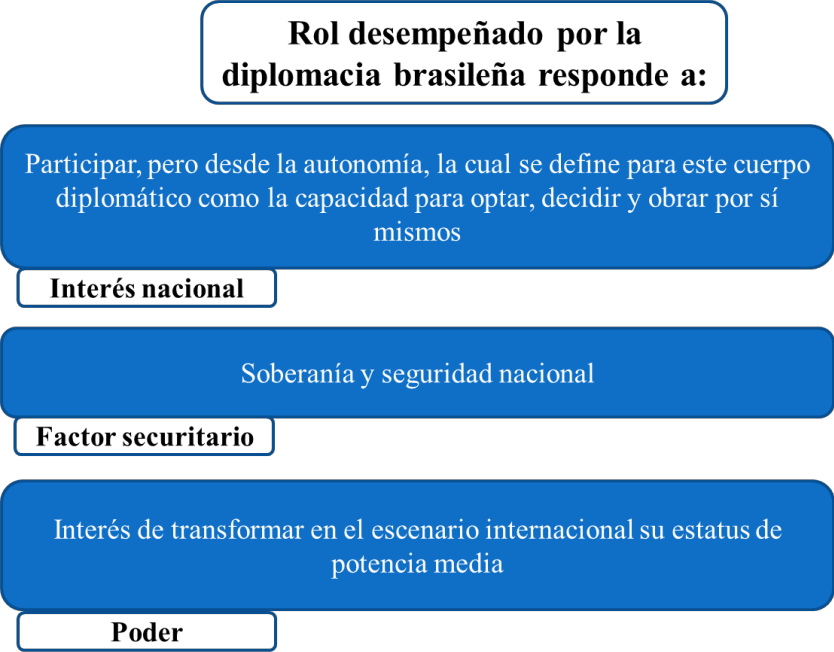 Rol desempeñado por la
diplomacia brasileña responde a:
Participar, pero desde la autonomía, la cual se define para este cuerpo
diplomático como la capacidad para optar, decidir y obrar por sí
mismos
Interés nacional
Soberanía y seguridad nacional
Factor securitario
Interés de transformar en el escenario internacional su estatus de
potencia media
Poder